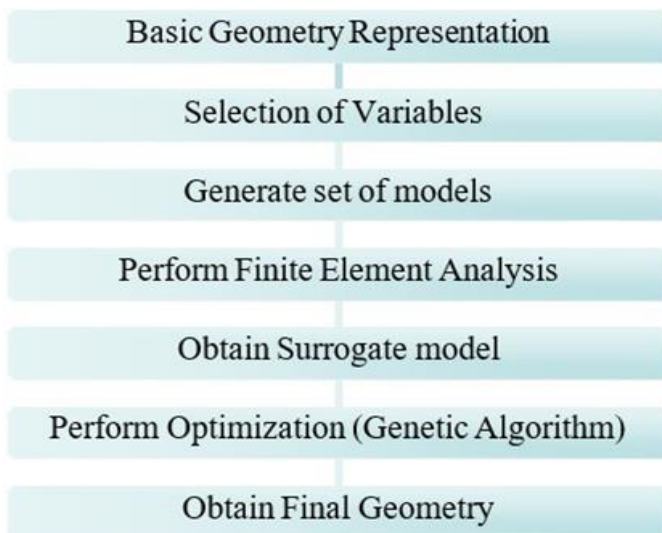 Basic Geometry Representation
Selection of Variables
Generate set of models
Perform Finite Element Analysis
Obtain Surrogate model
Perform Optimization (Genetic Algorithm)
Obtain Final Geometry